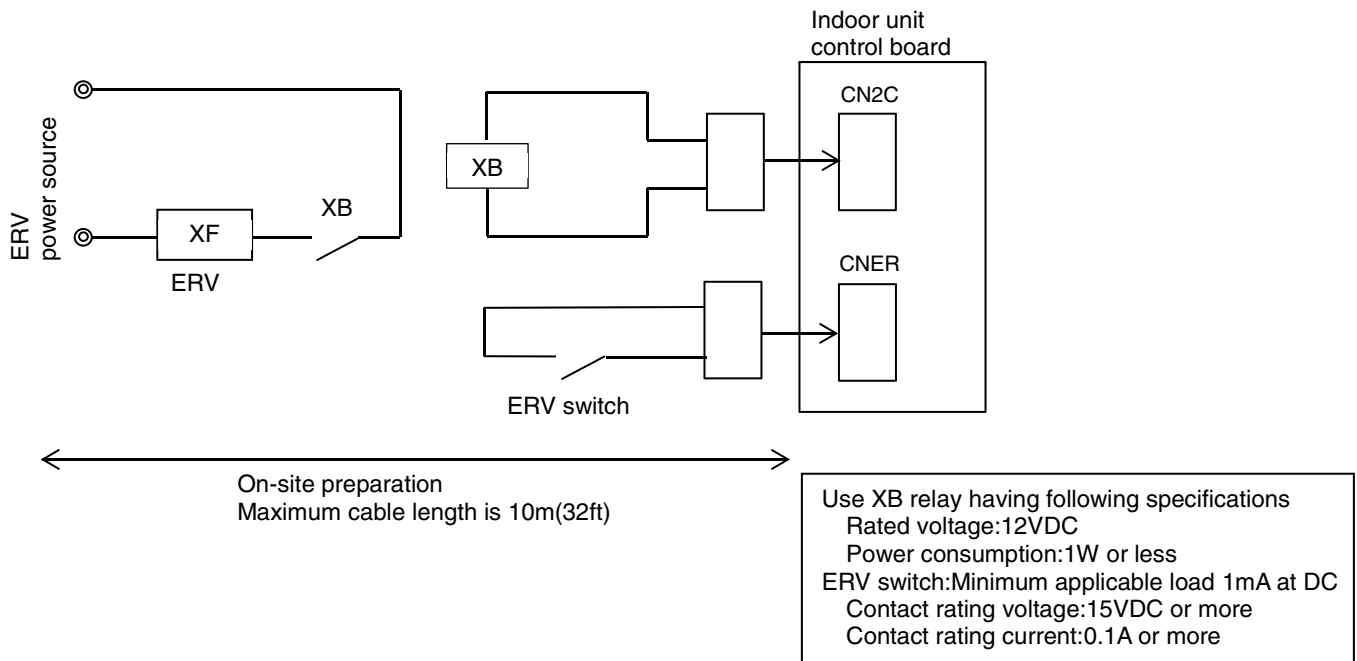 Indoor unit
control board
CN2C
XB
ERV
power source
XF
XB
ERV
CNER
ERV switch
On-site preparation
Maximum cable length is 10m(32ft)
Use XB relay having following specifications
Rated voltage:12VDC
Power consumption:1W or less
ERV switch:Minimum applicable load 1mA at DC
Contact rating voltage:15VDC or more
Contact rating current:0.1A or more